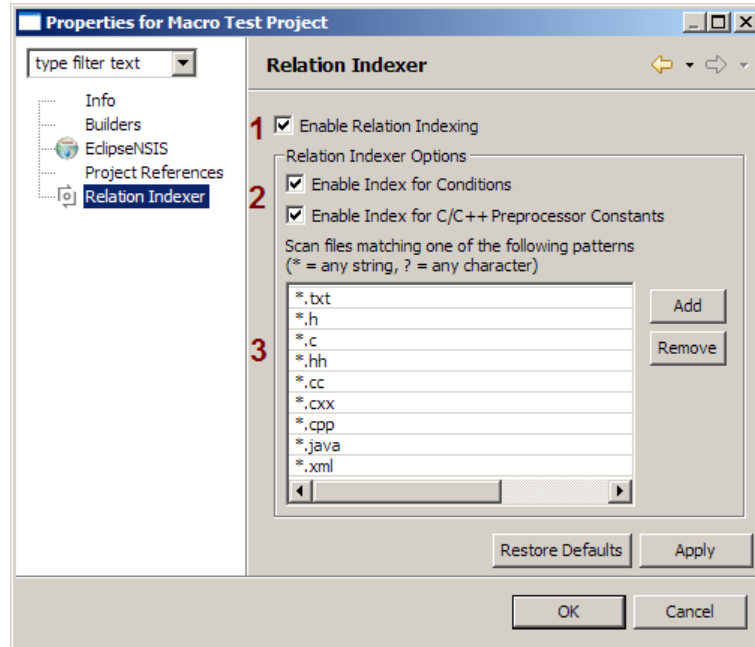 Properties for Macro Test Project
type filter text
Info
Builders
EclipseNSIS
Project References
Relation Indexer
Relation Indexer
1 Enable Relation Indexing
Relation Indexer Options
2 Enable Index for Conditions
Enable Index for C/C++ Preprocessor Constants
Scan files matching one of the following patterns
(* = any string, ? = any character)
3
*.txt
*.h
*.c
*.hh
*.cc
*.cxx
*.cpp
*.java
*.xml
Add
Remove
Restore Defaults
Apply
OK
Cancel